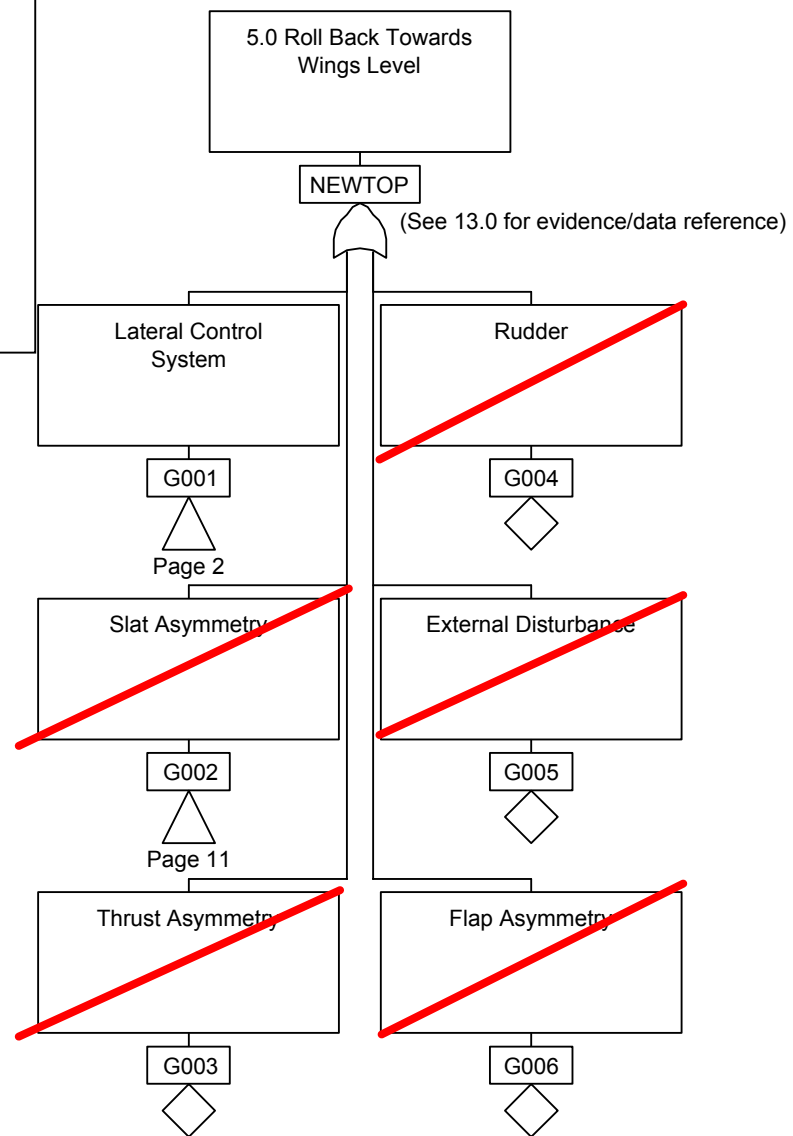 5.0 Roll Back Towards
Wings Level
NEWTOP
(See 13.0 for evidence/data reference)
Lateral Control
System
G001
Page 2
Rudder
G004
Slat Asymmetry
G002
Page 11
External Disturbance
G005
Thrust Asymmetry
G003
Flap Asymmetry
G006